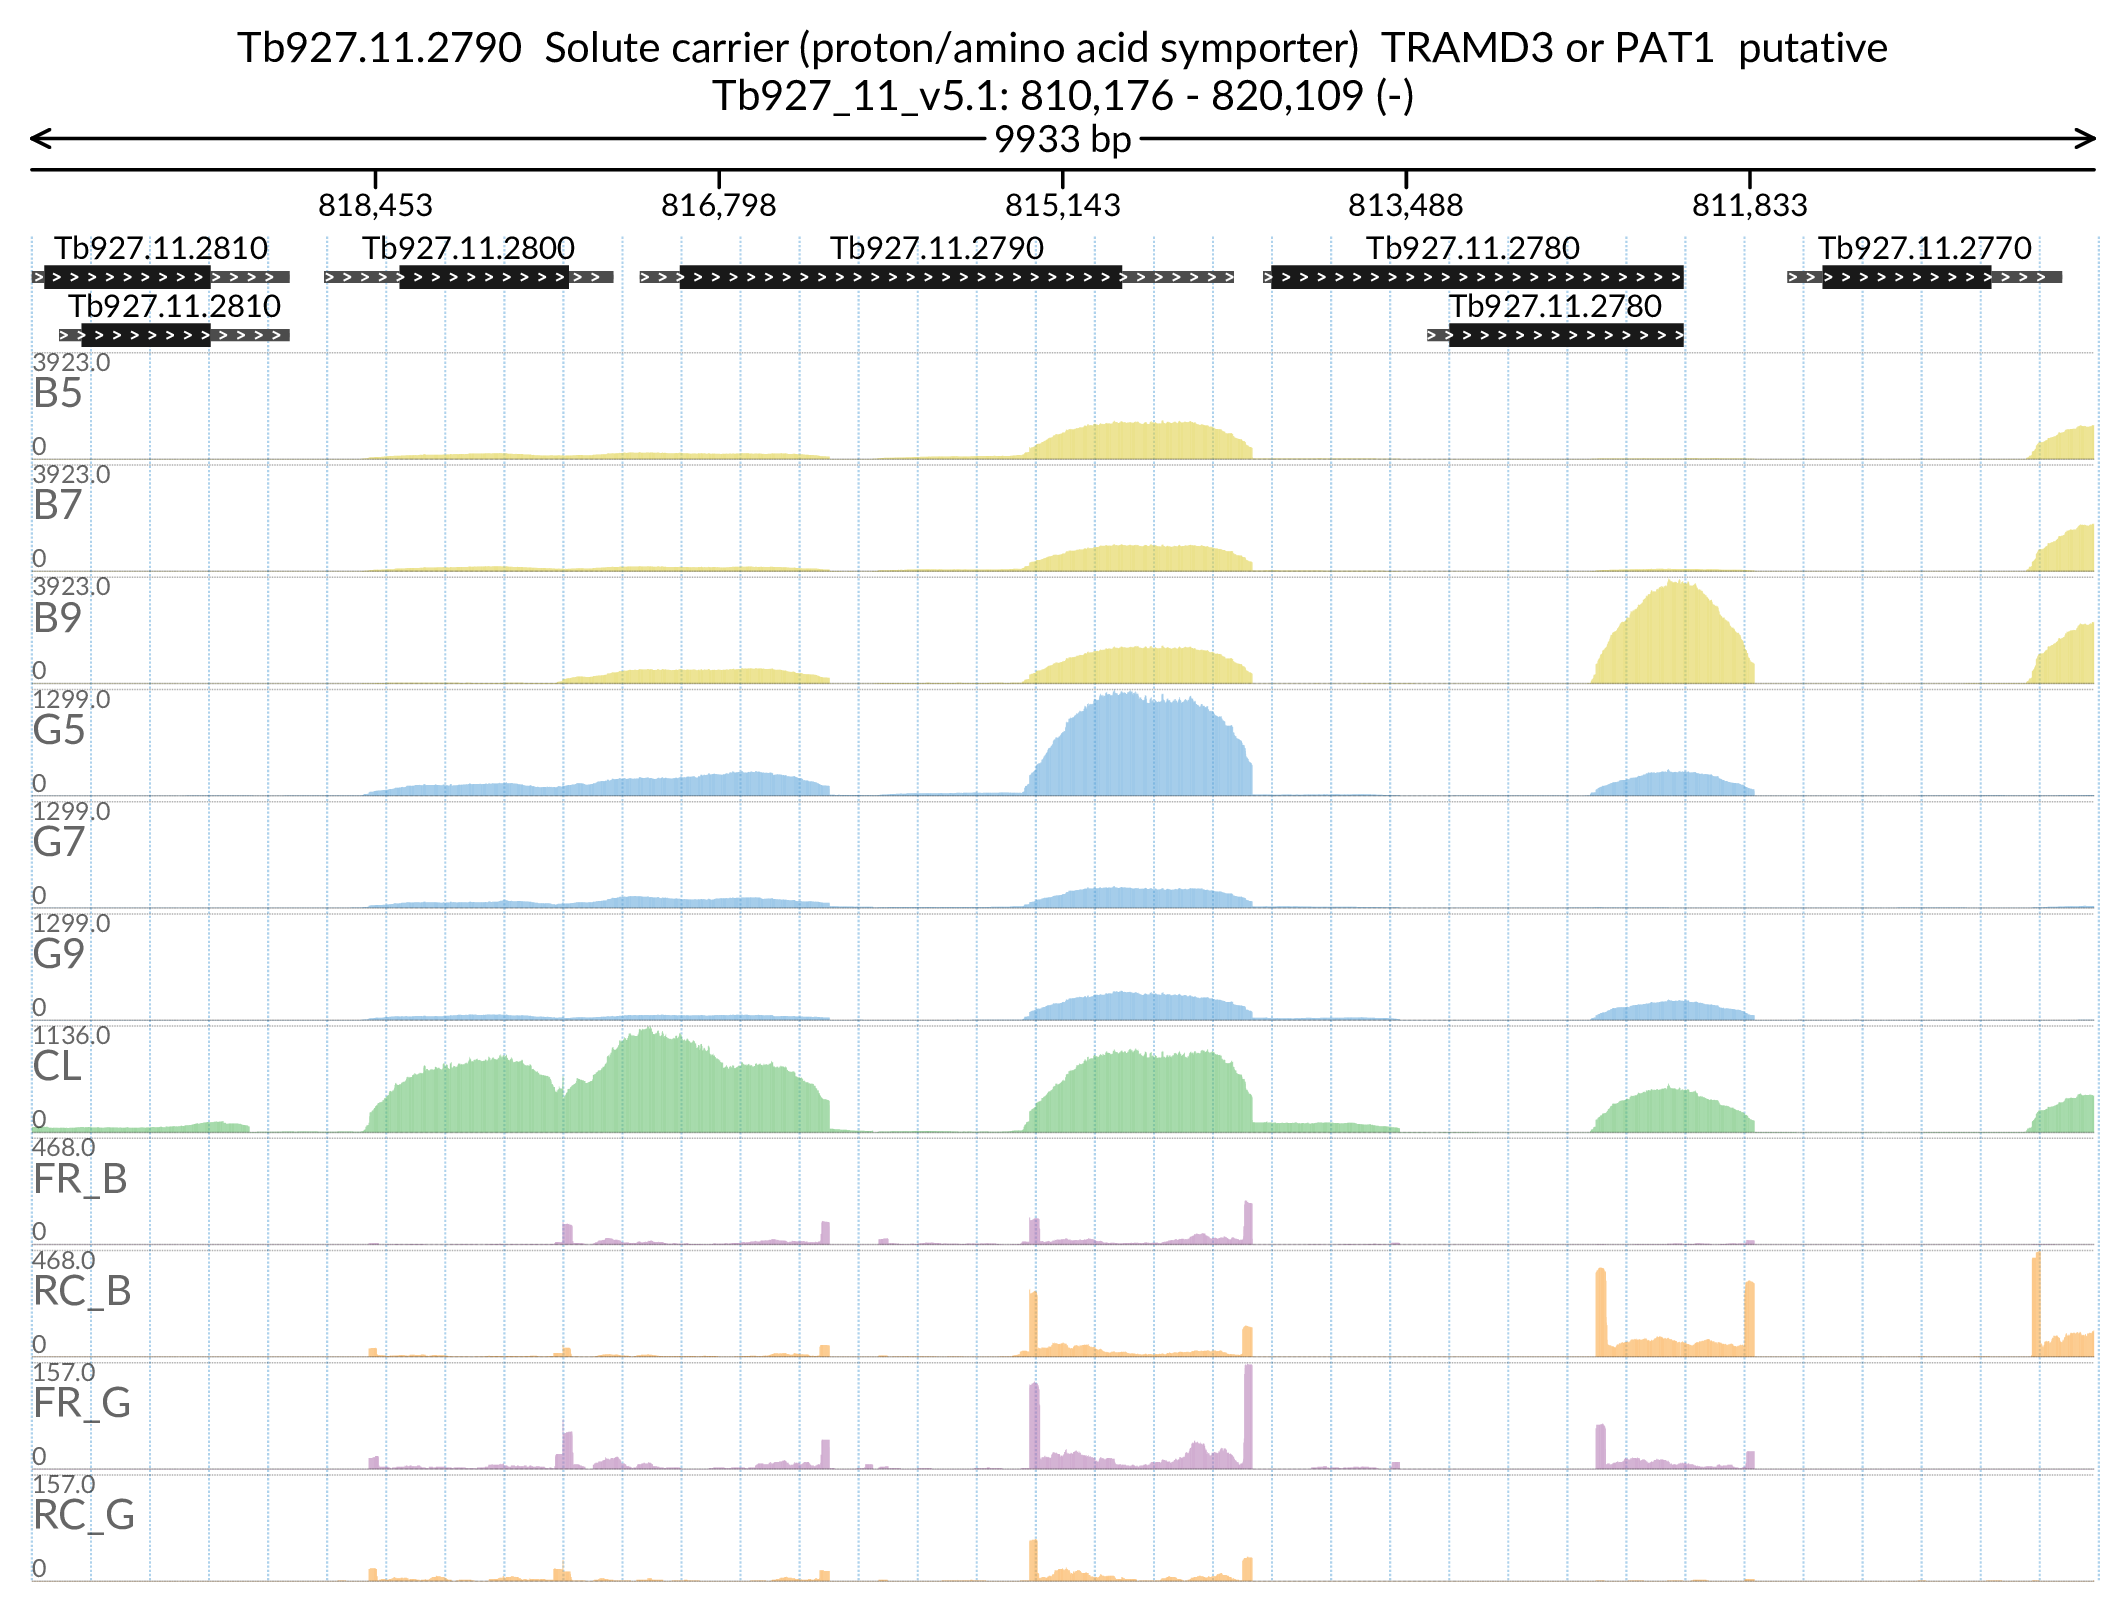 Tb927.11.2790 Solute carrier (proton/amino acid symporter) TRAMD3 or PAT1 putative
Tb927_11_v5.1: 810,176 - 820,109 (-)
9933 bp
818,453 816,798 815,143 813,488 811,833
Tb927.11.2810 Tb927.11.2800 Tb927.11.2790 Tb927.11.2780 Tb927.11.2770
Tb927.11.2810 Tb927.11.2780
3923.0
B5
0
3923.0
B7
0
3923.0
B9
0
1299.0
G5
0
1299.0
G7
0
1299.0
G9
0
1136.0
CL
0
468.0
FR_B
0
468.0
RC_B
0
157.0
FR_G
0
157.0
RC_G
0